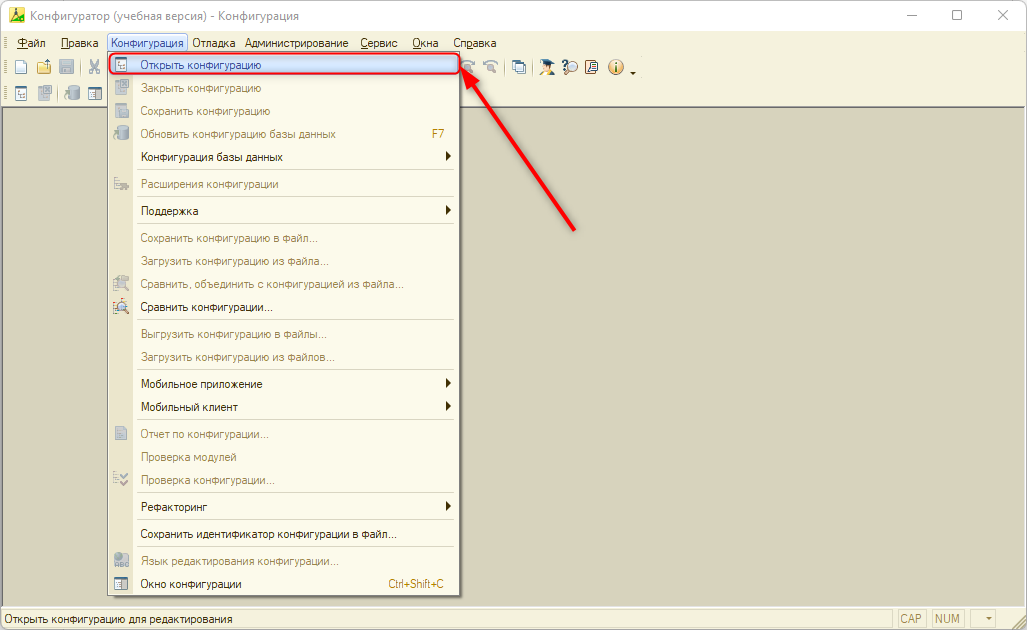 Конфигуратор (учебная версия) - Конфигурация
Файл Правка Конфигурация Отладка Администрирование Сервис Окна Справка
Открыть конфигурацию
Закрыть конфигурацию
Сохранить конфигурацию
Обновить конфигурацию базы данных F7
Конфигурация базы данных
Расширения конфигурации
Поддержка
Сохранить конфигурацию в файл...
Загрузить конфигурацию из файла...
Сравнить, объединить с конфигурацией из файла...
Сравнить конфигурации...
Выгрузить конфигурацию в файлы...
Загрузить конфигурацию из файлов...
Мобильное приложение
Мобильный клиент
Отчет по конфигурации...
Проверка модулей
Проверка конфигурации...
Рефакторинг
Сохранить идентификатор конфигурации в файл...
Язык редактирования конфигурации...
Окно конфигурации Ctrl+Shift+C
Открыть конфигурацию для редактирования CAP NUM